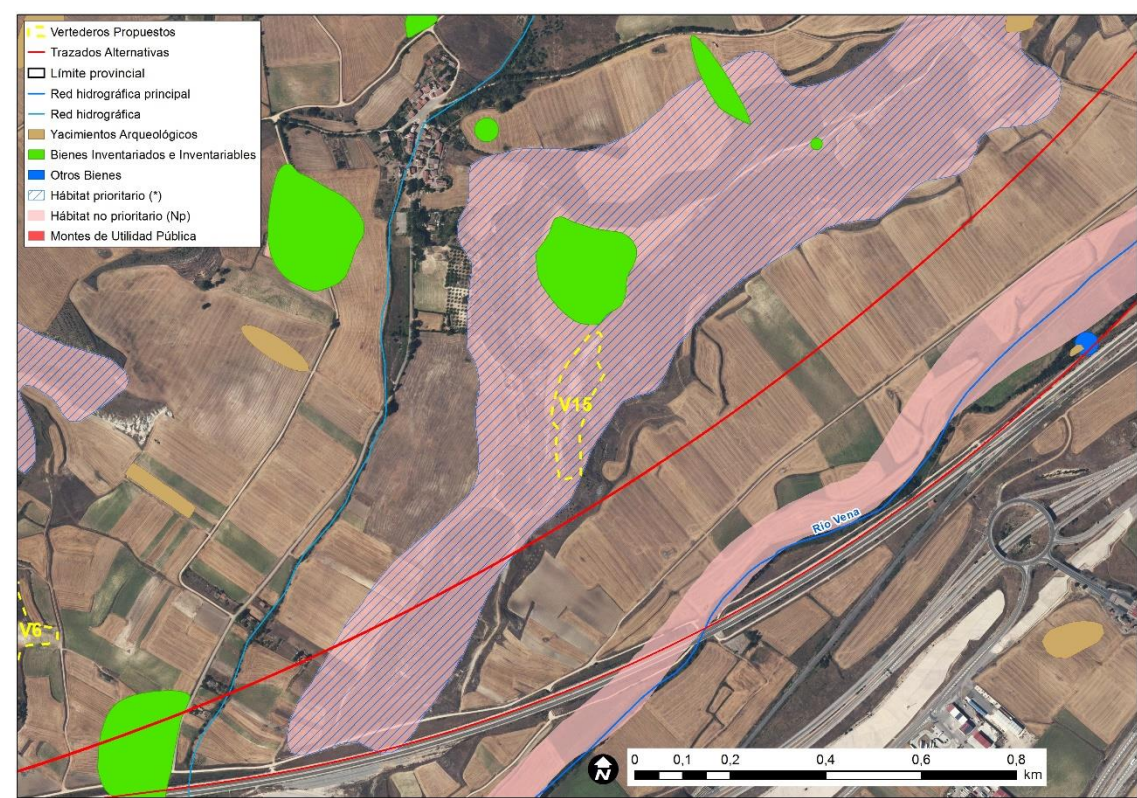 Vertederos Propuestos
Trazados Alternativas
Límite provincial
Red hidrográfica principal
Red hidrográfica
Yacimientos Arqueológicos
Bienes Inventariados e Inventariables
Otros Bienes
Hábitat prioritario (*)
Hábitat no prioritario (Np)
Montes de Utilidad Pública
V15
Río Vena
V6
N
0 0,1 0,2 0,4 0,6 0,8
km